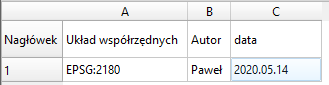 A B C
Nagłówek Układ współrzędnych Autor data
1 EPSG:2180 Paweł 2020.05.14